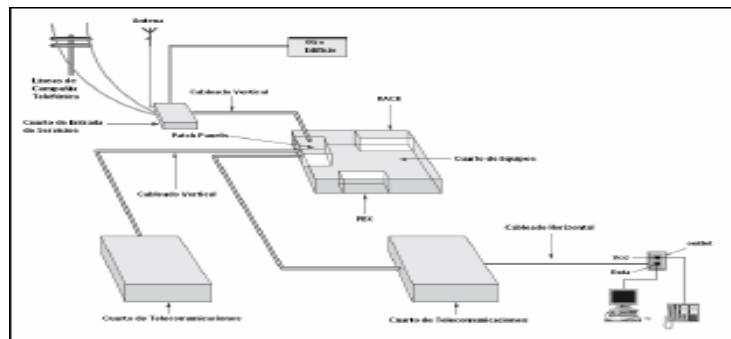 Antena
Otro
Edificio
Líneas de
Compañía
Telefónica
Cableado Vertical
RACK
Cuarto de Entrada
de Servicios
Patch Panels
Cuarto de Equipos
Cableado Vertical
PBX
Cableado Horizontal
outlet
Voz
Data
Cuarto de Telecomunicaciones
Cuarto de Telecomunicaciones